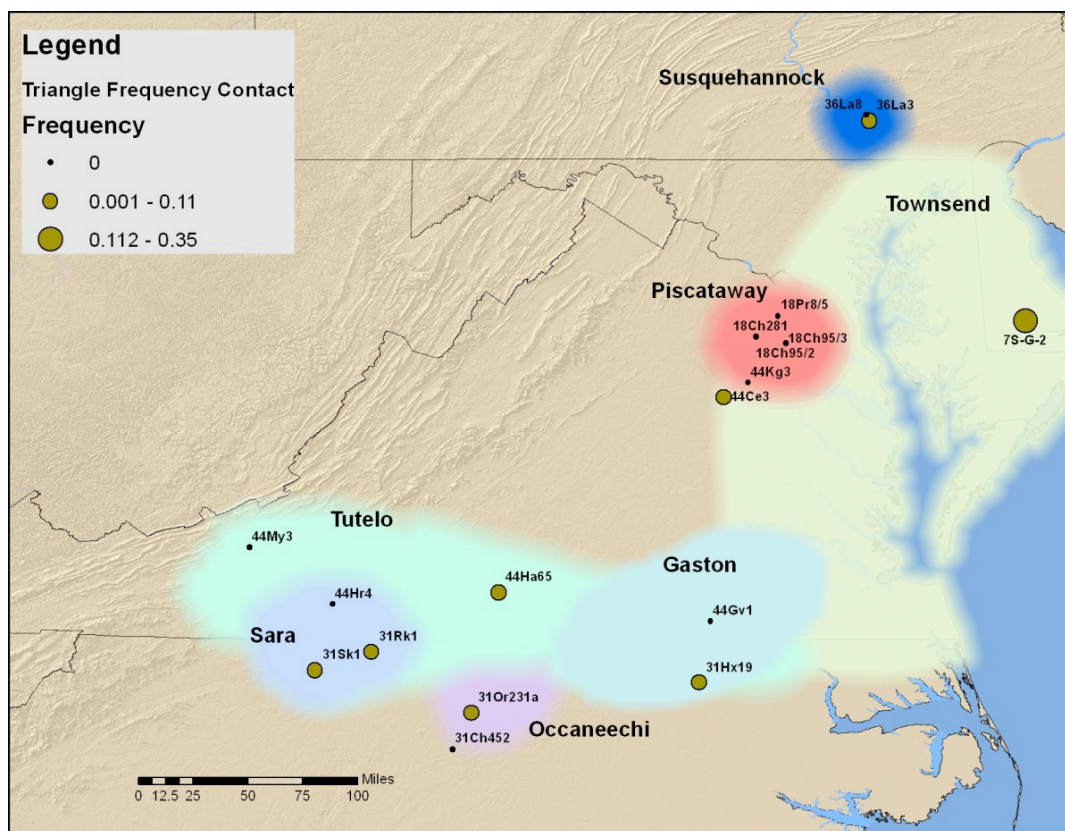 Legend
Triangle Frequency Contact
Frequency
0
0.001 - 0.11
0.112 - 0.35
Susquehannock
36La8 36La3
Townsend
Piscataway
18Pr8/5
18Ch281
18Ch95/3
18Ch95/2
7S-G-2
44Kg3
44Ce3
Tutelo
44My3
Gaston
44Ha65
44Hr4
44Gv1
Sara
31Rk1
31Sk1
31Hx19
31Or231a
Occaneechi
31Ch452
Miles
0 12.5 25 50 75 100